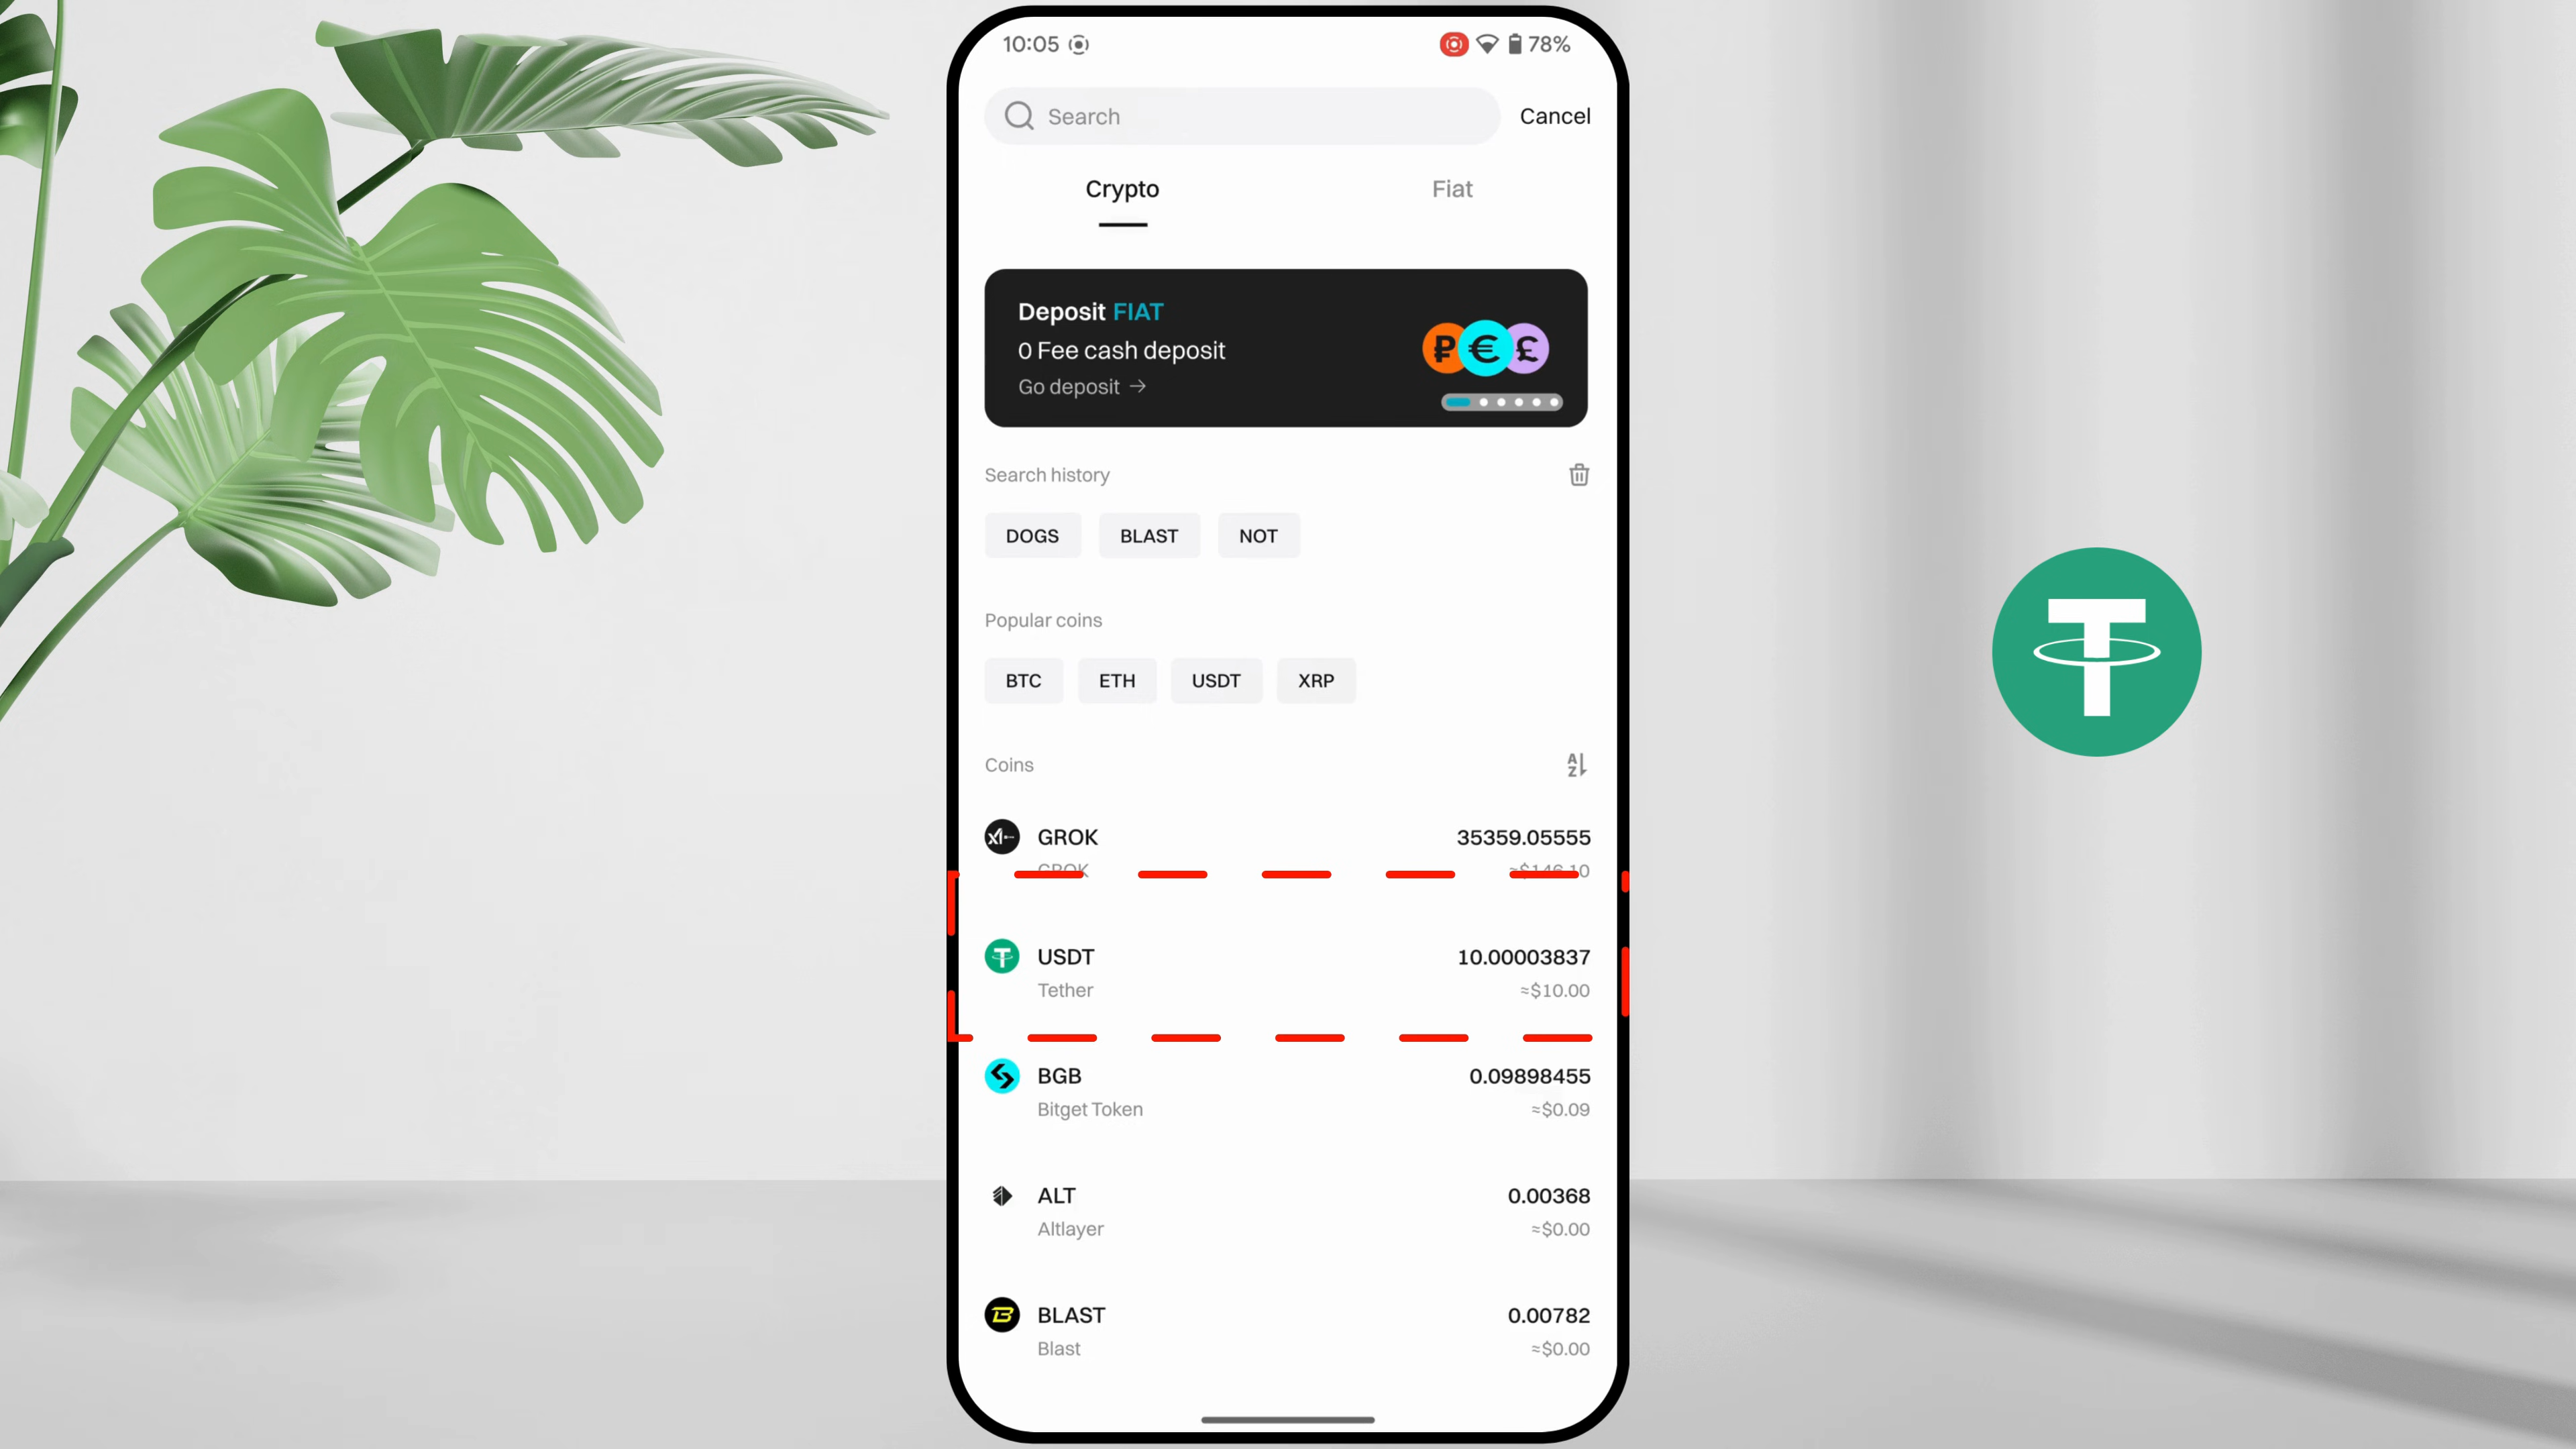 10:05
78%
Search
Cancel
Crypto
Fiat
Deposit FIAT
0 Fee cash deposit
Go deposit →
Search history
DOGS
BLAST
NOT
Popular coins
BTC
ETH
USDT
XRP
Coins
GROK
35359.05555
GROK
≈$146.10
USDT
10.00003837
Tether
≈$10.00
BGB
0.09898455
Bitget Token
≈$0.09
ALT
0.00368
Altlayer
≈$0.00
BLAST
0.00782
Blast
≈$0.00